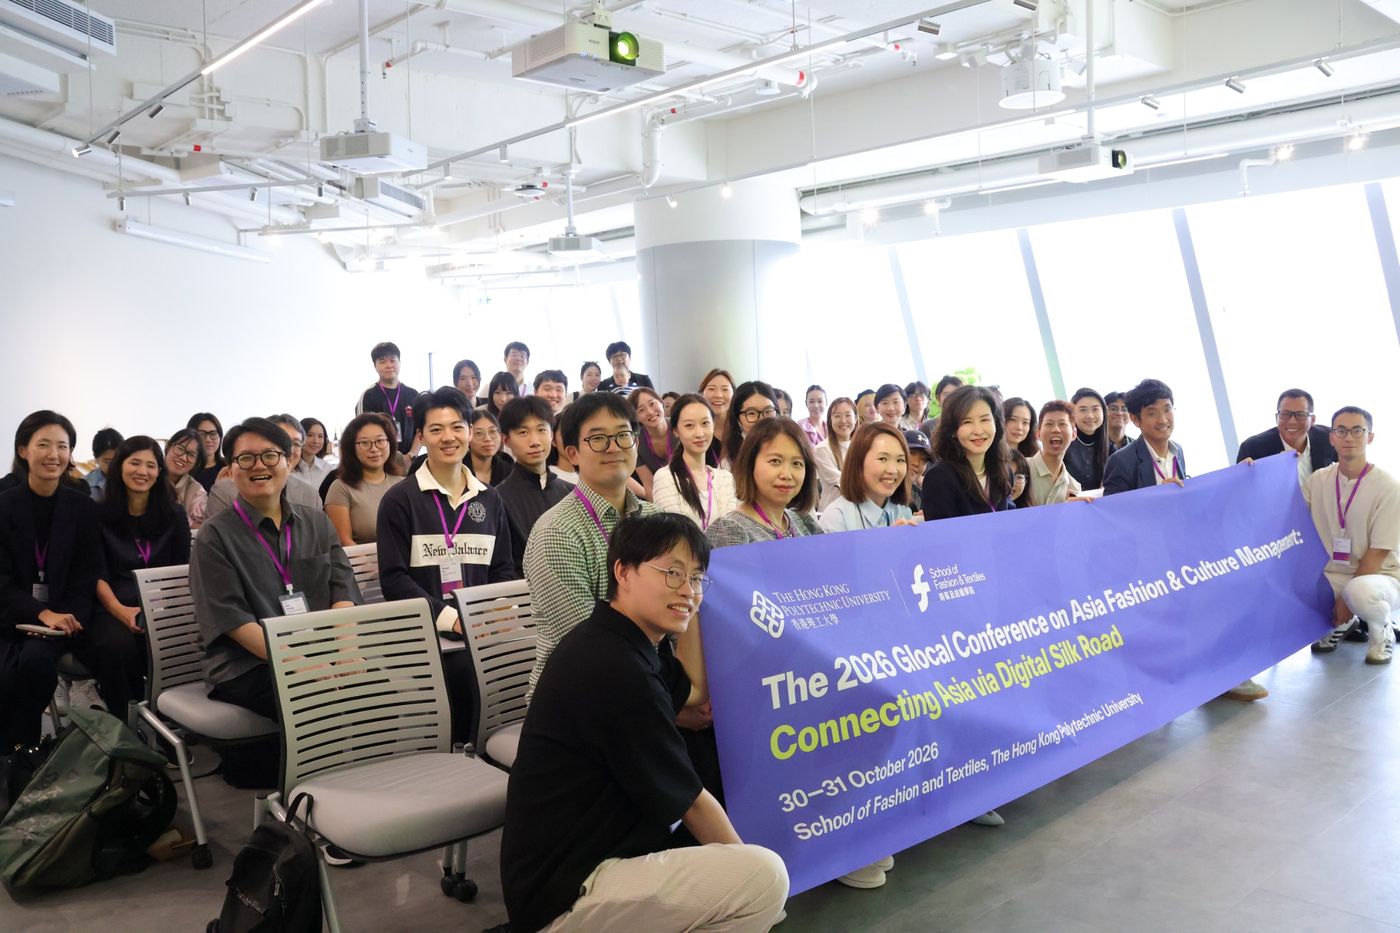 THE HONG KONG
POLYTECHNIC UNIVERSITY
香港理工大學
School of
Fashion & Textiles
時裝及紡織學院
The 2026 Glocal Conference on Asia Fashion & Culture Management:
Connecting Asia via Digital Silk Road
30–31 October 2026
School of Fashion and Textiles, The Hong Kong Polytechnic University
New Balance